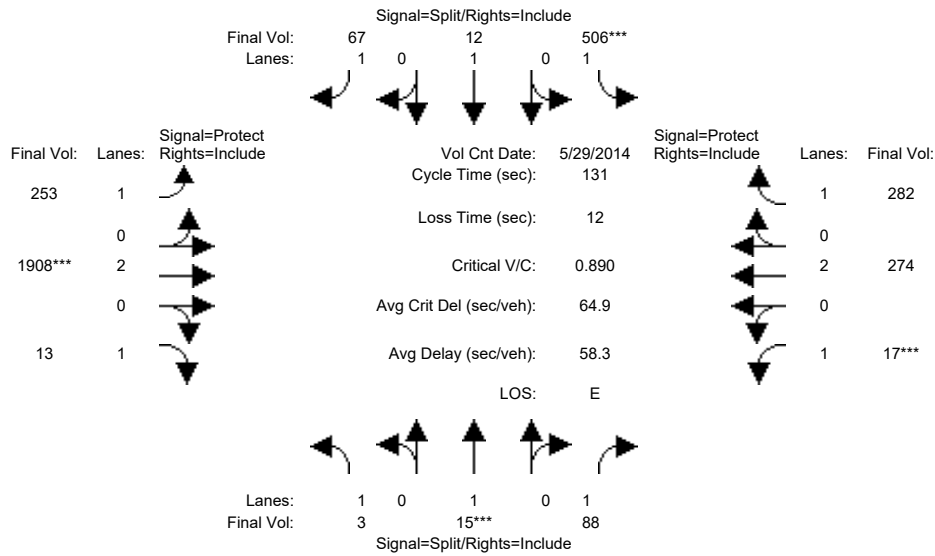 Signal=Split/Rights=Include
Final Vol: 67 12 506***
Lanes: 1 0 1 0 1
Signal=Protect Signal=Protect
Final Vol: Lanes: Rights=Include Vol Cnt Date: 5/29/2014 Rights=Include Lanes: Final Vol:
Cycle Time (sec): 131
253 1 1 282
Loss Time (sec): 12
0 0
1908*** 2 Critical V/C: 0.890 2 274
0 Avg Crit Del (sec/veh): 64.9 0
13 1 Avg Delay (sec/veh): 58.3 1 17***
LOS: E
Lanes: 1 0 1 0 1
Final Vol: 3 15*** 88
Signal=Split/Rights=Include